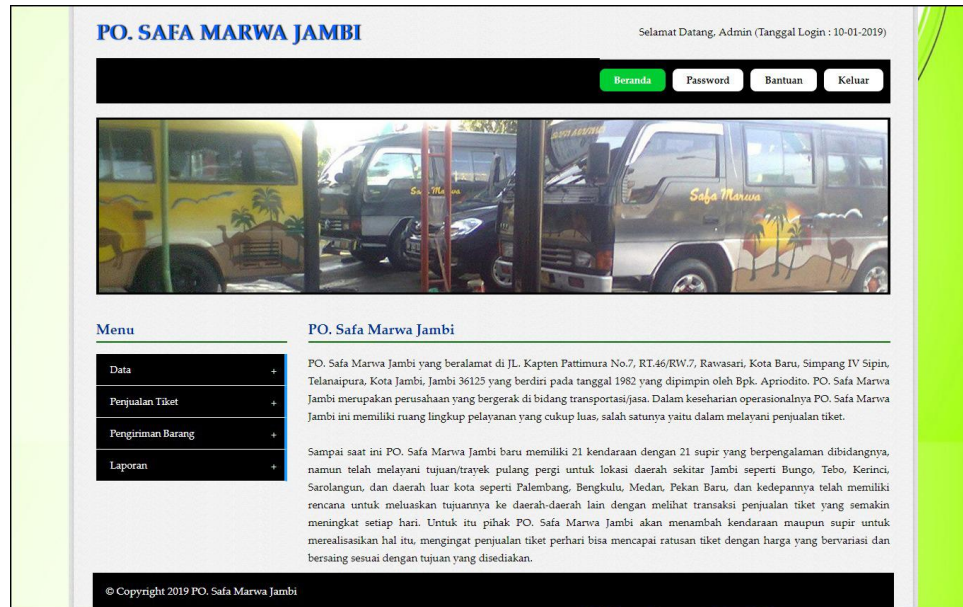 PO. SAFA MARWA JAMBI
Selamat Datang, Admin (Tanggal Login : 10-01-2019)
Beranda Password Bantuan Keluar
Safa Marwa
Safa Marwa
Menu
Data +
Penjualan Tiket +
Pengiriman Barang +
Laporan +
PO. Safa Marwa Jambi
PO. Safa Marwa Jambi yang beralamat di JL. Kapten Pattimura No.7, RT.46/RW.7, Rawasari, Kota Baru, Simpang IV Sipin,
Telanaipura, Kota Jambi, Jambi 36125 yang berdiri pada tanggal 1982 yang dipimpin oleh Bpk. Apriodito. PO. Safa Marwa
Jambi merupakan perusahaan yang bergerak di bidang transportasi/jasa. Dalam keseharian operasionalnya PO. Safa Marwa
Jambi ini memiliki ruang lingkup pelayanan yang cukup luas, salah satunya yaitu dalam melayani penjualan tiket.
Sampai saat ini PO. Safa Marwa Jambi baru memiliki 21 kendaraan dengan 21 supir yang berpengalaman dibidangnya,
namun telah melayani tujuan/trayek pulang pergi untuk lokasi daerah sekitar Jambi seperti Bungo, Tebo, Kerinci,
Sarolangun, dan daerah luar kota seperti Palembang, Bengkulu, Medan, Pekan Baru, dan kedepannya telah memiliki
rencana untuk meluaskan tujuannya ke daerah-daerah lain dengan melihat transaksi penjualan tiket yang semakin
meningkat setiap hari. Untuk itu pihak PO. Safa Marwa Jambi akan menambah kendaraan maupun supir untuk
merealisasikan hal itu, mengingat penjualan tiket perhari bisa mencapai ratusan tiket dengan harga yang bervariasi dan
bersaing sesuai dengan tujuan yang disediakan.
© Copyright 2019 PO. Safa Marwa Jambi